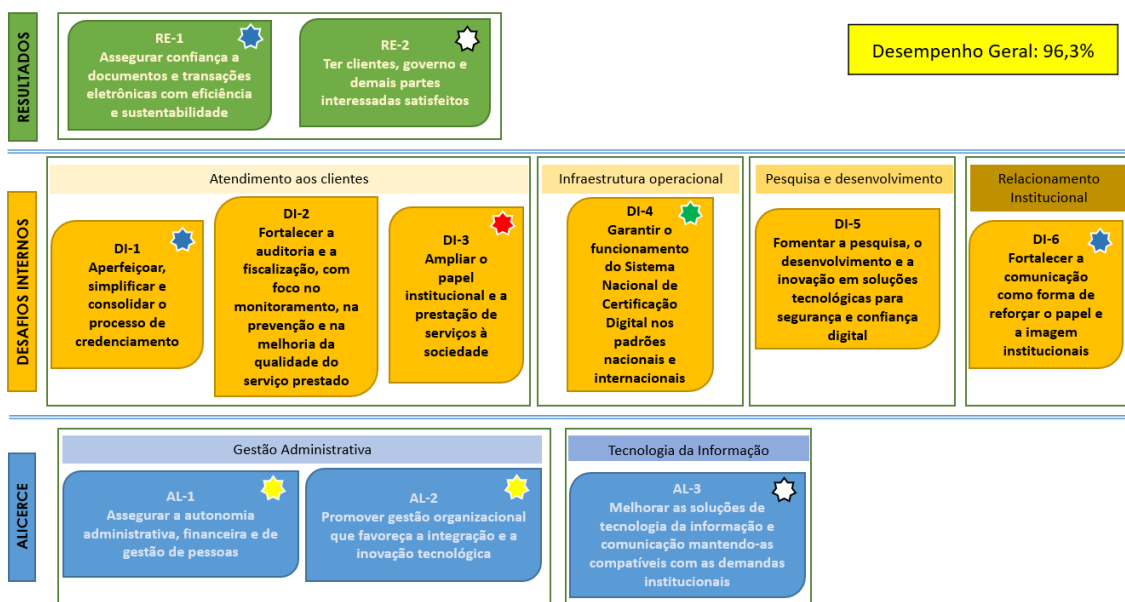 RESULTADOS
RE-1
Assegurar confiança a
documentos e transações
eletrônicas com eficiência
e sustentabilidade
RE-2
Ter clientes, governo e
demais partes
interessadas satisfeitos
Desempenho Geral: 96,3%
DESAFIOS INTERNOS
Atendimento aos clientes
DI-1
Aperfeiçoar,
simplificar e
consolidar o
processo de
credenciamento
DI-2
Fortalecer a
auditoria e a
fiscalização, com
foco no
monitoramento, na
prevenção e na
melhoria da
qualidade do
serviço prestado
DI-3
Ampliar o
papel
institucional e a
prestação de
serviços à
sociedade
Infraestrutura operacional
DI-4
Garantir o
funcionamento
do Sistema
Nacional de
Certificação
Digital nos
padrões
nacionais e
internacionais
Pesquisa e desenvolvimento
DI-5
Fomentar a pesquisa, o
desenvolvimento e a
inovação em soluções
tecnológicas para
segurança e confiança
digital
Relacionamento
Institucional
DI-6
Fortalecer a
comunicação
como forma de
reforçar o papel e
a imagem
institucionais
ALICERCE
Gestão Administrativa
AL-1
Assegurar a autonomia
administrativa, financeira e de
gestão de pessoas
AL-2
Promover gestão organizacional
que favoreça a integração e a
inovação tecnológica
Tecnologia da Informação
AL-3
Melhorar as soluções de
tecnologia da informação e
comunicação mantendo-as
compatíveis com as demandas
institucionais